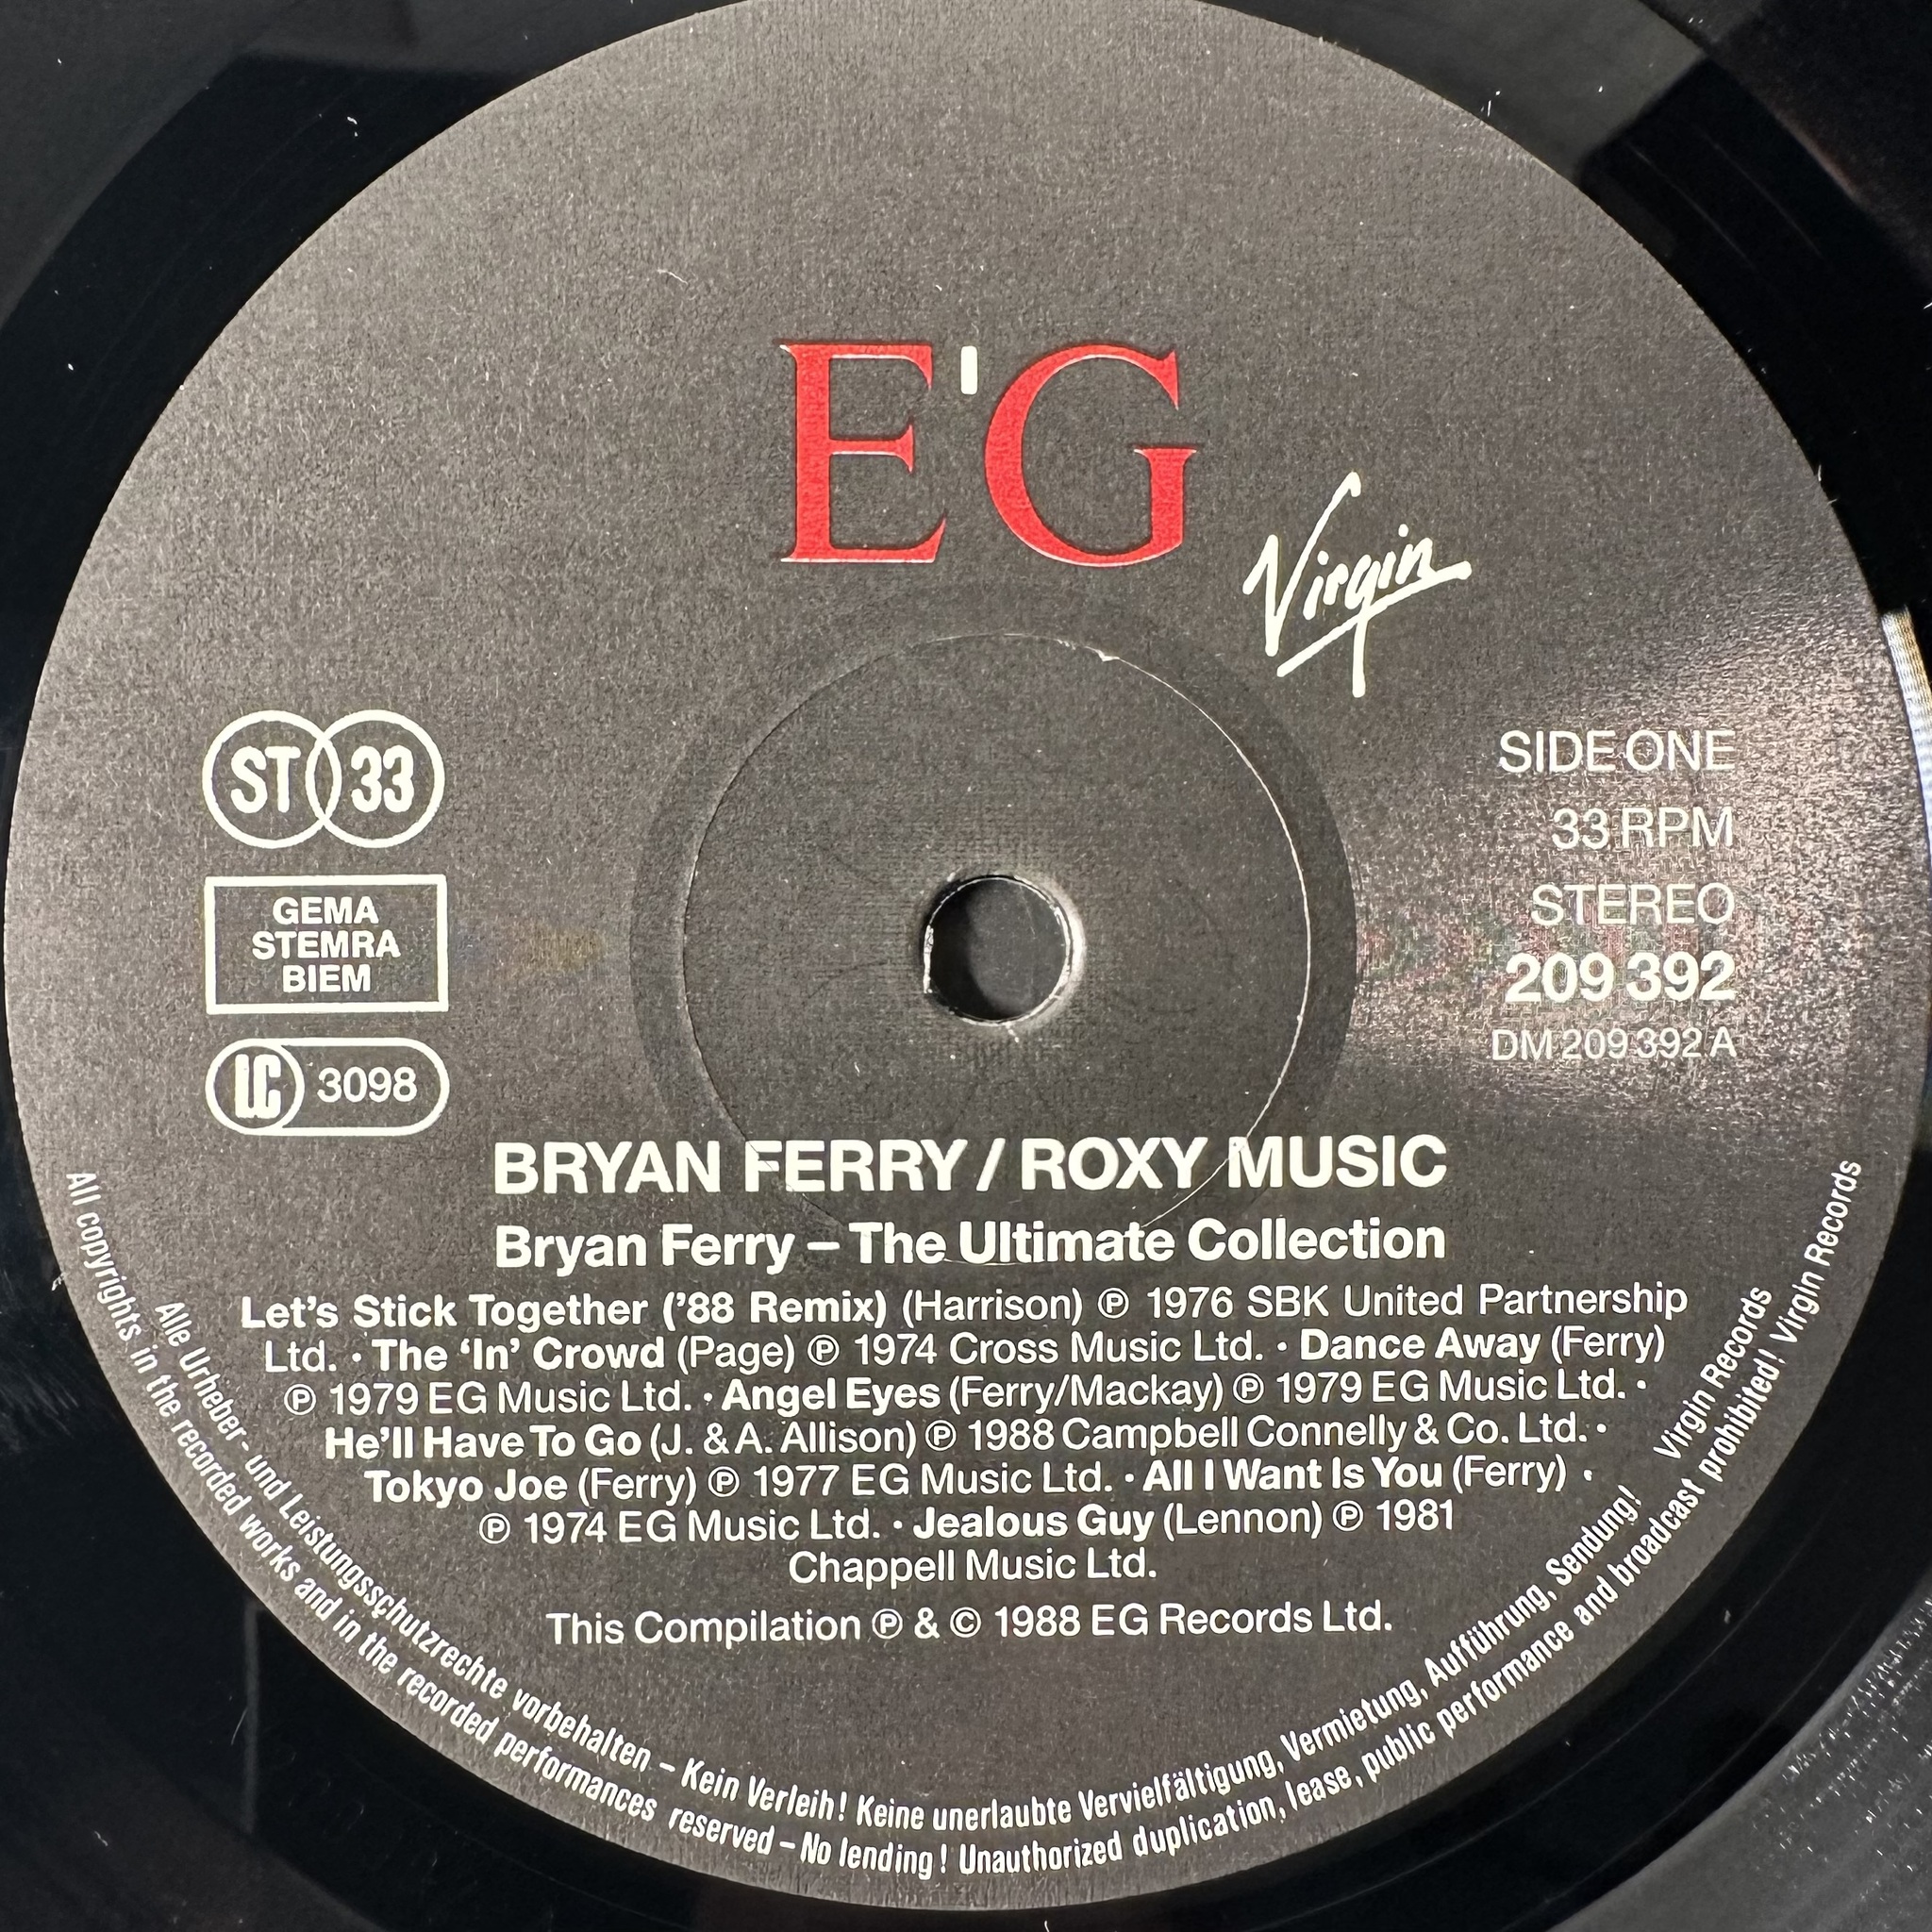 E'G
Virgin
ST 33
GEMA
STEMRA
BIEM
LC 3098
SIDE ONE
33 RPM
STEREO
209 392
DM 209 392 A
BRYAN FERRY / ROXY MUSIC
Bryan Ferry – The Ultimate Collection
Let's Stick Together ('88 Remix) (Harrison) ℗ 1976 SBK United Partnership
Ltd. · The 'In' Crowd (Page) ℗ 1974 Cross Music Ltd. · Dance Away (Ferry)
℗ 1979 EG Music Ltd. · Angel Eyes (Ferry/Mackay) ℗ 1979 EG Music Ltd. ·
He'll Have To Go (J. & A. Allison) ℗ 1988 Campbell Connelly & Co. Ltd. ·
Tokyo Joe (Ferry) ℗ 1977 EG Music Ltd. · All I Want Is You (Ferry) ·
℗ 1974 EG Music Ltd. · Jealous Guy (Lennon) ℗ 1981
Chappell Music Ltd.
This Compilation ℗ & © 1988 EG Records Ltd.
Alle Urheber- und Leistungsschutzrechte vorbehalten – Kein Verleih! Keine unerlaubte Vervielfältigung, Vermietung, Aufführung, Sendung! Virgin Records
All copyrights in the recorded works and in the recorded performances reserved – No lending! Unauthorized duplication, lease, public performance and broadcast prohibited! Virgin Records